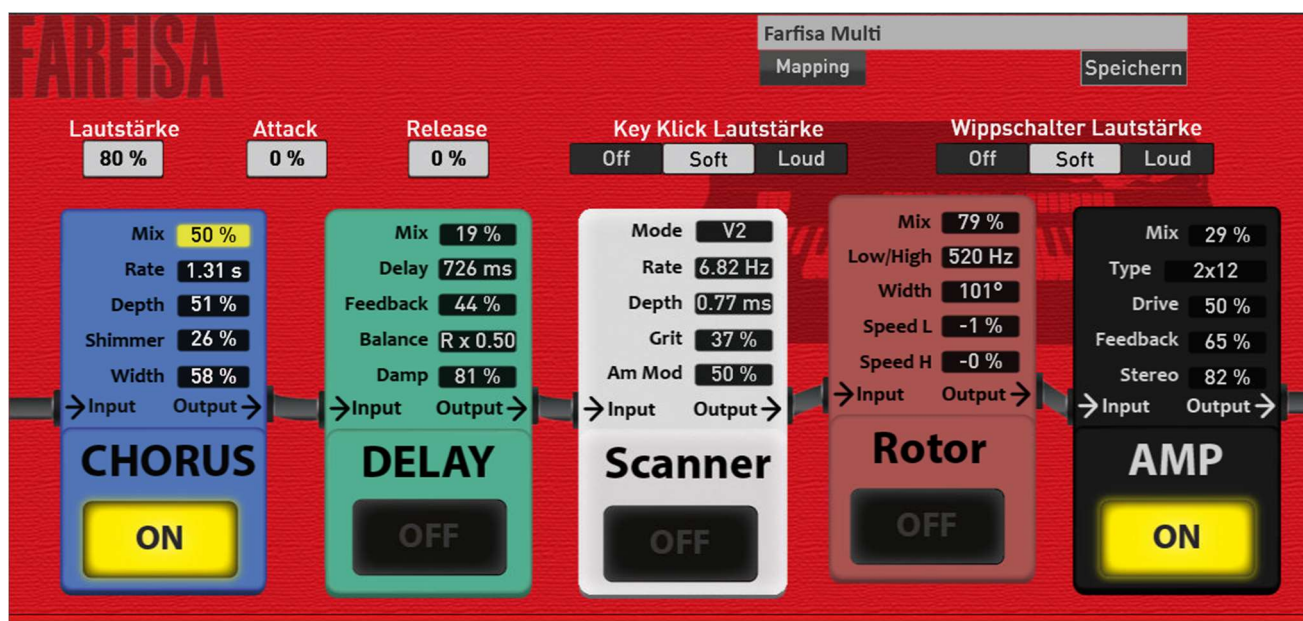 FARFISA
Farfisa Multi
Mapping Speichern
Lautstärke Attack Release Key Klick Lautstärke Wippschalter Lautstärke
80 % 0 % 0 % Off Soft Loud Off Soft Loud
Mix 50 %
Rate 1.31 s
Depth 51 %
Shimmer 26 %
Width 58 %
→Input Output→
CHORUS
ON
Mix 19 %
Delay 726 ms
Feedback 44 %
Balance R x 0.50
Damp 81 %
→Input Output→
DELAY
OFF
Mode V2
Rate 6.82 Hz
Depth 0.77 ms
Grit 37 %
Am Mod 50 %
→Input Output→
Scanner
OFF
Mix 79 %
Low/High 520 Hz
Width 101°
Speed L -1 %
Speed H -0 %
→Input Output→
Rotor
OFF
Mix 29 %
Type 2x12
Drive 50 %
Feedback 65 %
Stereo 82 %
→Input Output→
AMP
ON